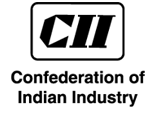 CII
Confederation of
Indian Industry